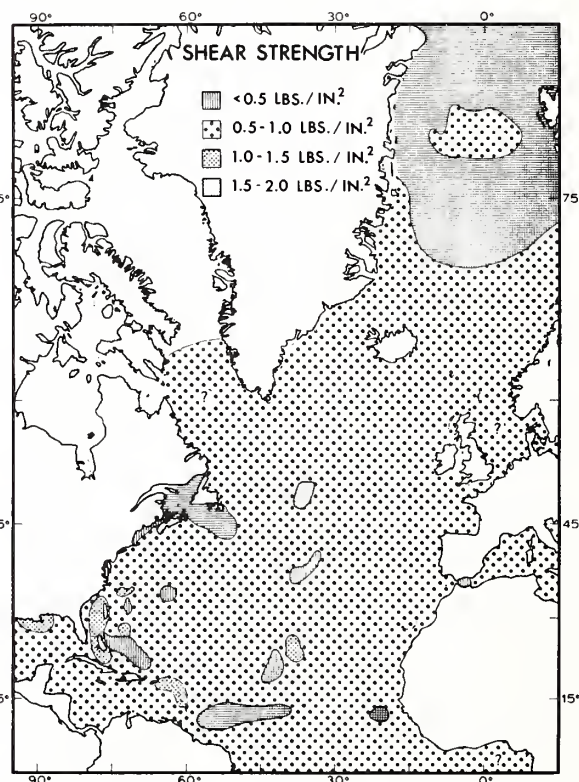 90° 60° 30° 0°
SHEAR STRENGTH
<0.5 LBS./IN.²
0.5-1.0 LBS./IN.²
1.0-1.5 LBS./IN.²
1.5-2.0 LBS./IN.²
75° 75°
?
?
45° 45°
15° 15°
?
90° 60° 30° 0°